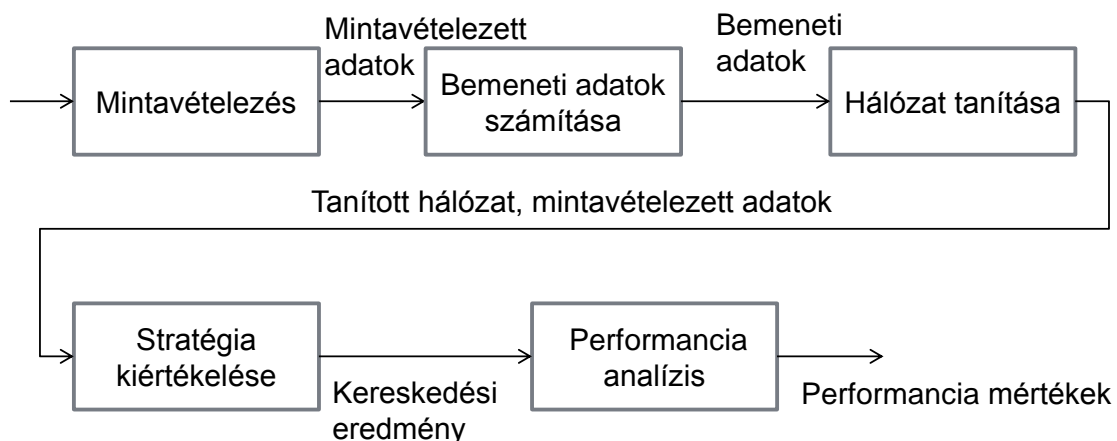 Mintavételezés
Mintavételezett
adatok
Bemeneti adatok
számítása
Bemeneti
adatok
Hálózat tanítása
Tanított hálózat, mintavételezett adatok
Stratégia
kiértékelése
Kereskedési
eredmény
Performancia
analízis
Performancia mértékek